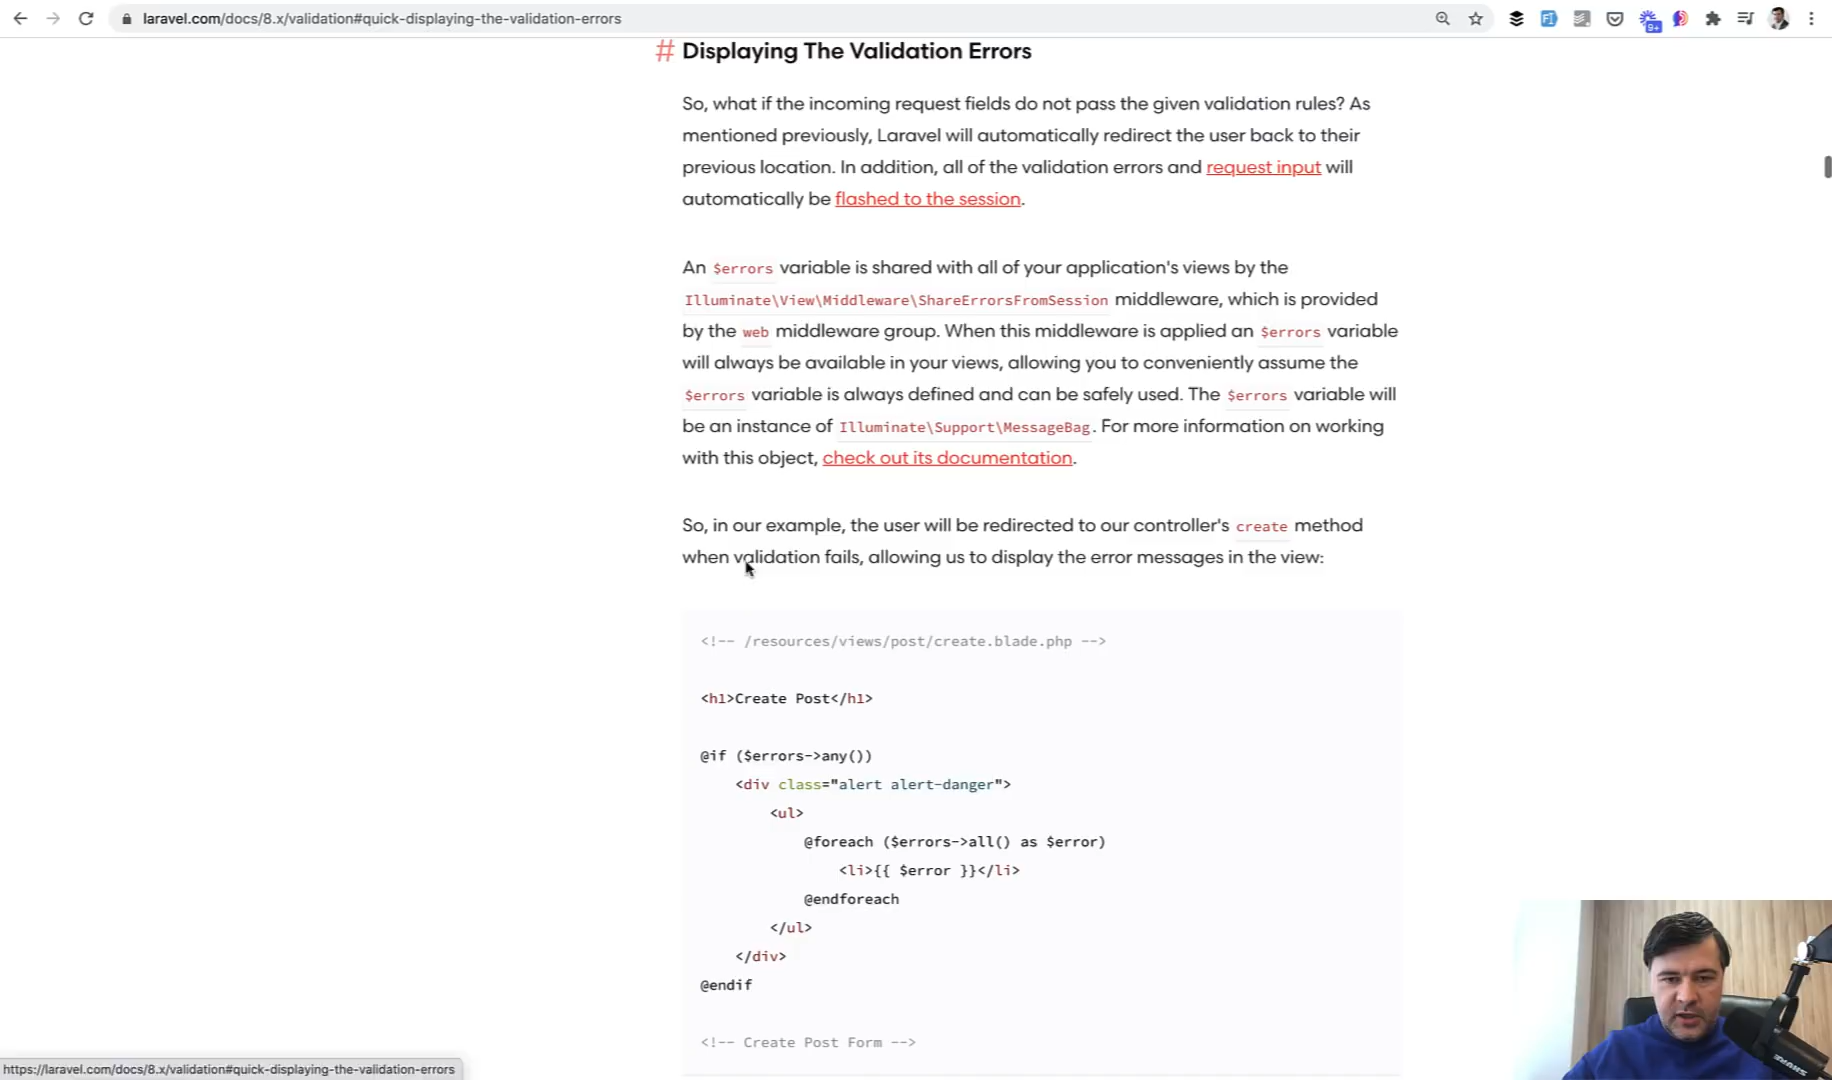 laravel.com/docs/8.x/validation#quick-displaying-the-validation-errors
9+
# Displaying The Validation Errors
So, what if the incoming request fields do not pass the given validation rules? As
mentioned previously, Laravel will automatically redirect the user back to their
previous location. In addition, all of the validation errors and request input will
automatically be flashed to the session.
An $errors variable is shared with all of your application's views by the
Illuminate\View\Middleware\ShareErrorsFromSession middleware, which is provided
by the web middleware group. When this middleware is applied an $errors variable
will always be available in your views, allowing you to conveniently assume the
$errors variable is always defined and can be safely used. The $errors variable will
be an instance of Illuminate\Support\MessageBag. For more information on working
with this object, check out its documentation.
So, in our example, the user will be redirected to our controller's create method
when validation fails, allowing us to display the error messages in the view:
<!-- /resources/views/post/create.blade.php -->
<h1>Create Post</h1>
@if ($errors->any())
<div class="alert alert-danger">
<ul>
@foreach ($errors->all() as $error)
<li>{{ $error }}</li>
@endforeach
</ul>
</div>
@endif
<!-- Create Post Form -->
https://laravel.com/docs/8.x/validation#quick-displaying-the-validation-errors